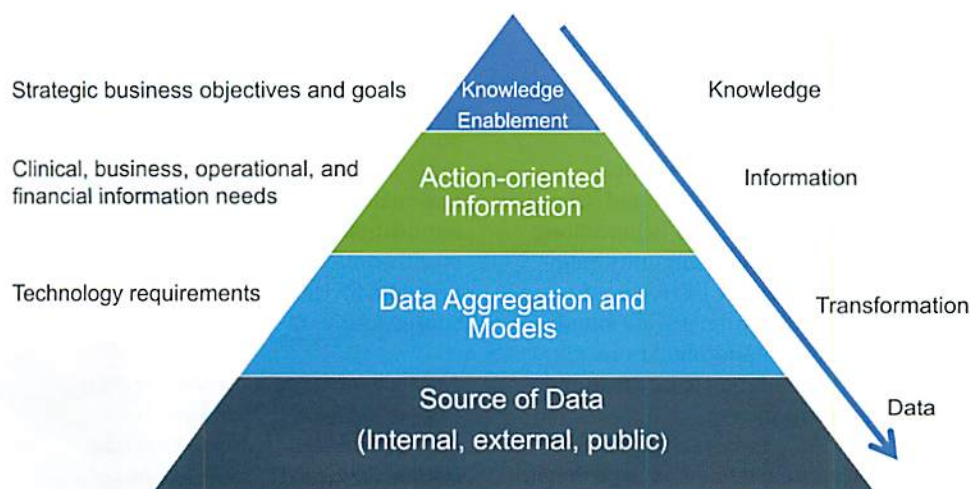 Strategic business objectives and goals
Knowledge
Enablement
Knowledge
Clinical, business, operational, and
financial information needs
Action-oriented
Information
Information
Technology requirements
Data Aggregation and
Models
Transformation
Source of Data
(Internal, external, public)
Data